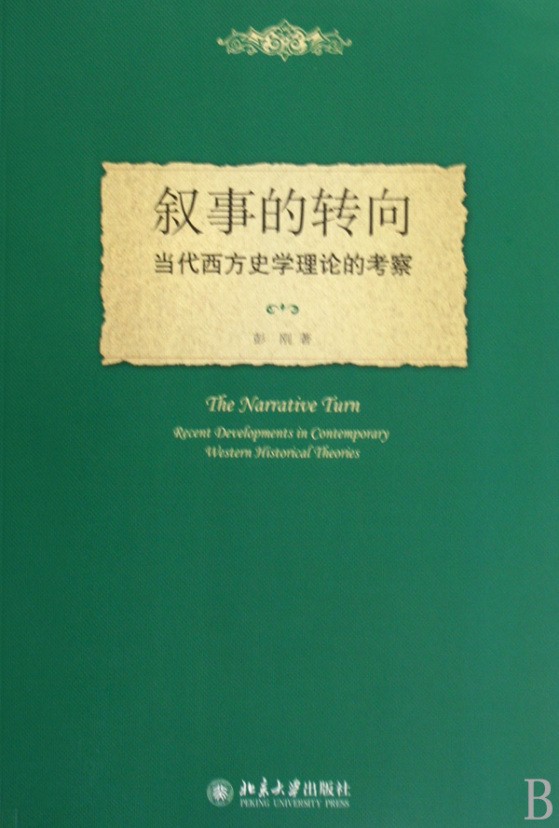 叙事的转向
当代西方史学理论的考察
彭 刚 著
The Narrative Turn
Recent Developments in Contemporary
Western Historical Theories
北京大学出版社
PEKING UNIVERSITY PRESS
B